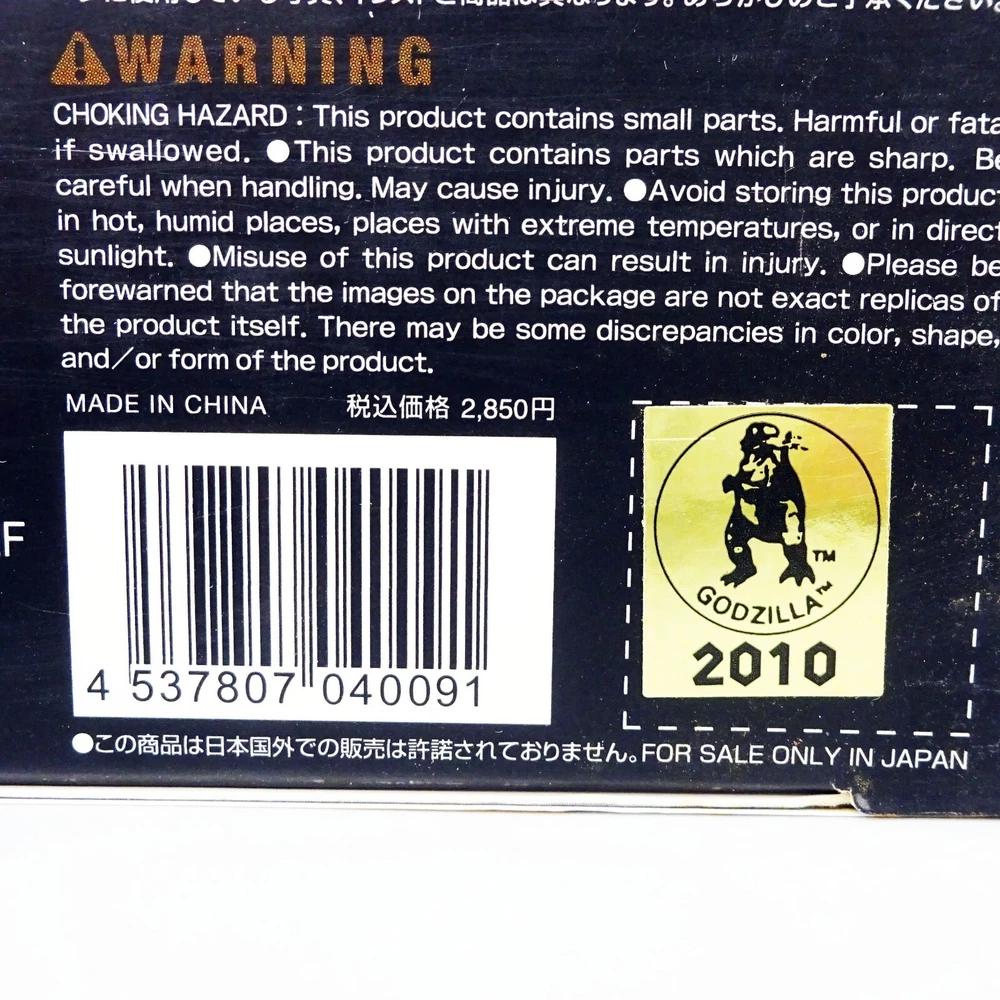 ⚠WARNING
CHOKING HAZARD：This product contains small parts. Harmful or fata
if swallowed. ●This product contains parts which are sharp. Be
careful when handling. May cause injury. ●Avoid storing this produc
in hot, humid places, places with extreme temperatures, or in direct
sunlight. ●Misuse of this product can result in injury. ●Please be
forewarned that the images on the package are not exact replicas of
the product itself. There may be some discrepancies in color, shape,
and/or form of the product.
MADE IN CHINA 税込価格 2,850円
F
4 537807 040091
TM
GODZILLA™
2010
●この商品は日本国外での販売は許諾されておりません。FOR SALE ONLY IN JAPAN